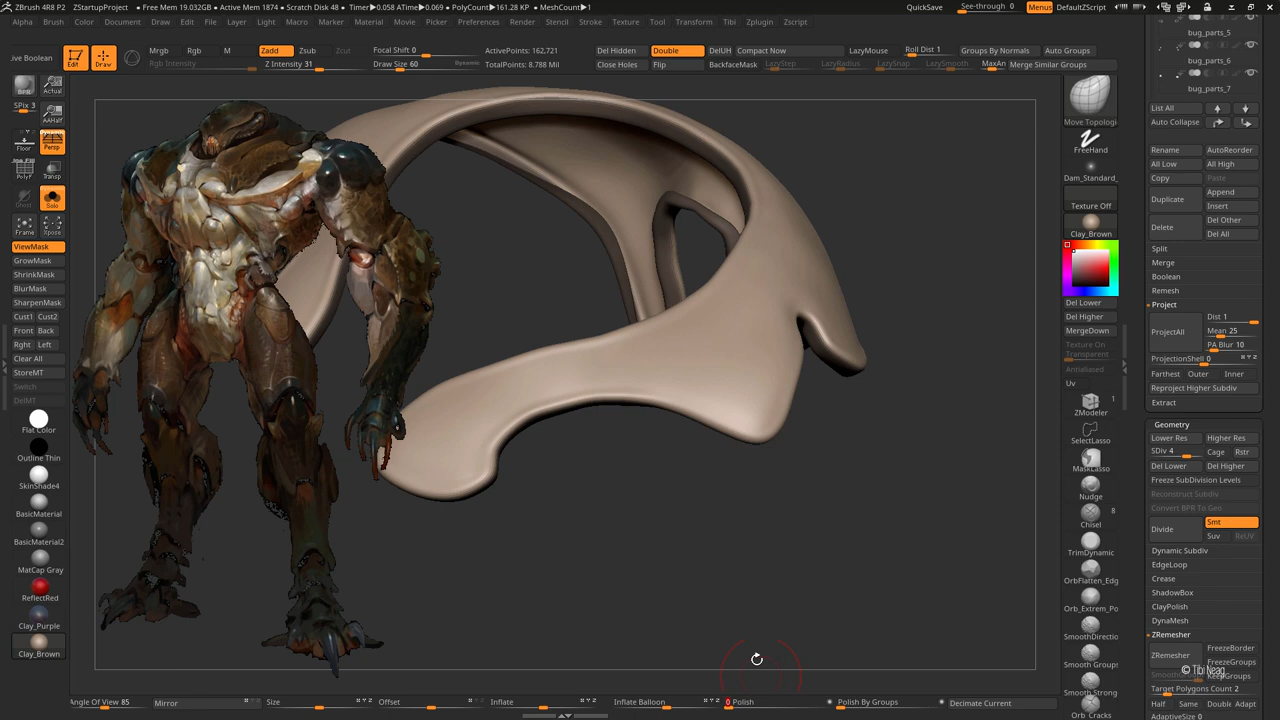 ZBrush 4R8 P2 ZStartupProject ● Free Mem 19.032GB ● Active Mem 1874 ● Scratch Disk 48 ● Timer▶0.058 ATime▶0.069 ● PolyCount▶161.28 KP ● MeshCount▶1 QuickSave See-through 0 Menus DefaultZScript
Alpha Brush Color Document Draw Edit File Layer Light Macro Marker Material Movie Picker Preferences Render Stencil Stroke Texture Tool Transform Tbi Zplugin Zscript
ive Boolean Edit Draw Mrgb Rgb M Zadd Zsub Zcut Focal Shift 0 ActivePoints: 162,721 Del Hidden Double DelUH Compact Now LazyMouse Roll Dist 1 Groups By Normals Auto Groups
Rgb Intensity Z Intensity 31 Draw Size 60 Dynamic TotalPoints: 8.788 Mil Close Holes Flip BackfaceMask LazyStep LazyRadius LazySnap LazySmooth MaxAn Merge Similar Groups
BPR Actual
SPix 3
AAHalf
Floor Persp
PolyF Transp
Ghost Solo
Frame Xpose
ViewMask
GrowMask
ShrinkMask
BlurMask
SharpenMask
Cust1 Cust2
Front Back
Rght Left
Clear All
StoreMT
Switch
DelMT
Flat Color
Outline Thin
SkinShade4
BasicMaterial
BasicMaterial2
MatCap Gray
ReflectRed
Clay_Purple
Clay_Brown
Move Topologi
FreeHand
Dam_Standard_
Texture Off
Clay_Brown
Del Lower
Del Higher
MergeDown
Texture On
Transparent
Antialiased
Uv
1
ZModeler
SelectLasso
MaskLasso
Nudge
8
Chisel
TrimDynamic
OrbFlatten_Edg
Orb_Extrem_Po
SmoothDirectio
Smooth Groups
Smooth Strong
Orb_Cracks
bug_parts_5
bug_parts_6
bug_parts_7
List All
Auto Collapse
Rename AutoReorder
All Low All High
Copy Paste
Duplicate Append
Insert
Delete Del Other
Del All
Split
Merge
Boolean
Remesh
Project
ProjectAll Dist 1
Mean 25
PA Blur 10
ProjectionShell 0
Farthest Outer Inner
Reproject Higher Subdiv
Extract
Geometry
Lower Res Higher Res
SDiv 4 Cage Rstr
Del Lower Del Higher
Freeze SubDivision Levels
Reconstruct Subdiv
Convert BPR To Geo
Divide Smt
Suv ReUV
Dynamic Subdiv
EdgeLoop
Crease
ShadowBox
ClayPolish
DynaMesh
ZRemesher
ZRemesher FreezeBorder
FreezeGroups
KeepGroups
© Tibi Neag
Target Polygons Count 2
Half Same Double Adapt
AdaptiveSize
Angle Of View 85 Mirror Size Offset Inflate Inflate Balloon 0 Polish Polish By Groups Decimate Current